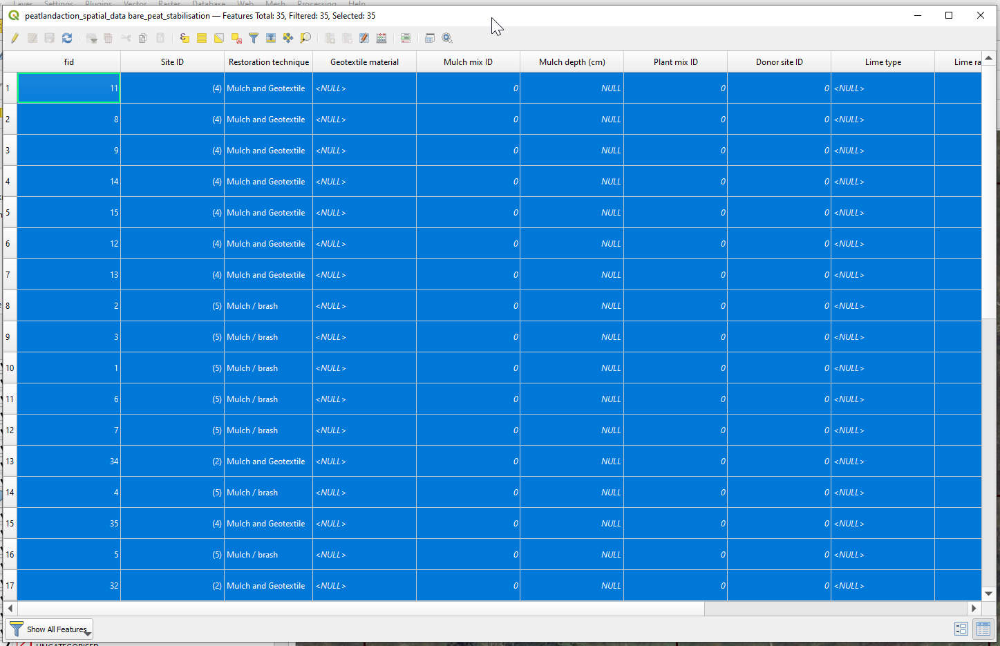 Layer Settings Plugins Vector Raster Database Web Mesh Processing Help
peatlandaction_spatial_data bare_peat_stabilisation — Features Total: 35, Filtered: 35, Selected: 35
fid Site ID Restoration technique Geotextile material Mulch mix ID Mulch depth (cm) Plant mix ID Donor site ID Lime type Lime ra
1 11 (4) Mulch and Geotextile <NULL> 0 NULL 0 0 <NULL>
2 8 (4) Mulch and Geotextile <NULL> 0 NULL 0 0 <NULL>
3 9 (4) Mulch and Geotextile <NULL> 0 NULL 0 0 <NULL>
4 14 (4) Mulch and Geotextile <NULL> 0 NULL 0 0 <NULL>
5 15 (4) Mulch and Geotextile <NULL> 0 NULL 0 0 <NULL>
6 12 (4) Mulch and Geotextile <NULL> 0 NULL 0 0 <NULL>
7 13 (4) Mulch and Geotextile <NULL> 0 NULL 0 0 <NULL>
8 2 (5) Mulch / brash <NULL> 0 NULL 0 0 <NULL>
9 3 (5) Mulch / brash <NULL> 0 NULL 0 0 <NULL>
10 1 (5) Mulch / brash <NULL> 0 NULL 0 0 <NULL>
11 6 (5) Mulch / brash <NULL> 0 NULL 0 0 <NULL>
12 7 (5) Mulch / brash <NULL> 0 NULL 0 0 <NULL>
13 34 (2) Mulch and Geotextile <NULL> 0 NULL 0 0 <NULL>
14 4 (5) Mulch / brash <NULL> 0 NULL 0 0 <NULL>
15 35 (4) Mulch and Geotextile <NULL> 0 NULL 0 0 <NULL>
16 5 (5) Mulch / brash <NULL> 0 NULL 0 0 <NULL>
17 32 (2) Mulch and Geotextile <NULL> 0 NULL 0 0 <NULL>
Show All Features
UNCATEGORISED